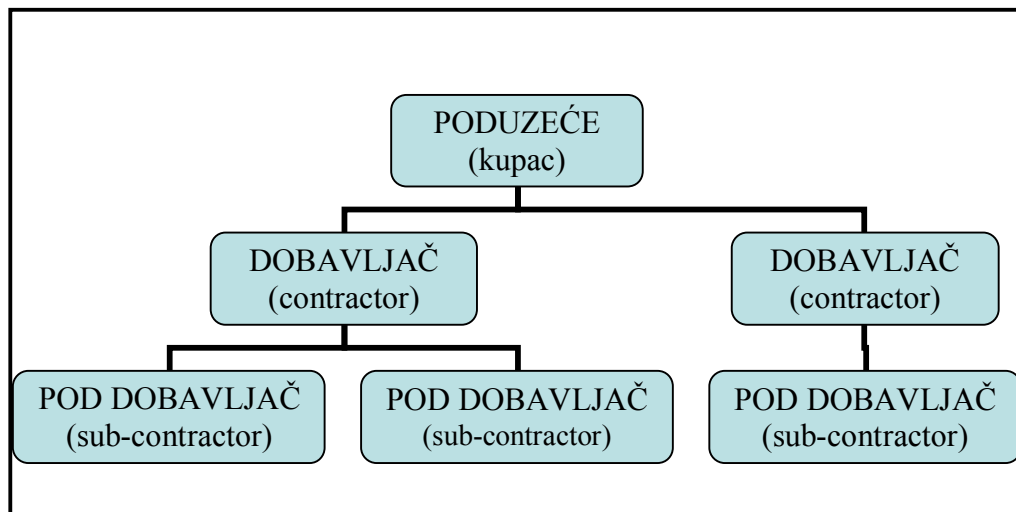 PODUZEĆE
(kupac)
DOBAVLJAČ
(contractor)
DOBAVLJAČ
(contractor)
POD DOBAVLJAČ
(sub-contractor)
POD DOBAVLJAČ
(sub-contractor)
POD DOBAVLJAČ
(sub-contractor)